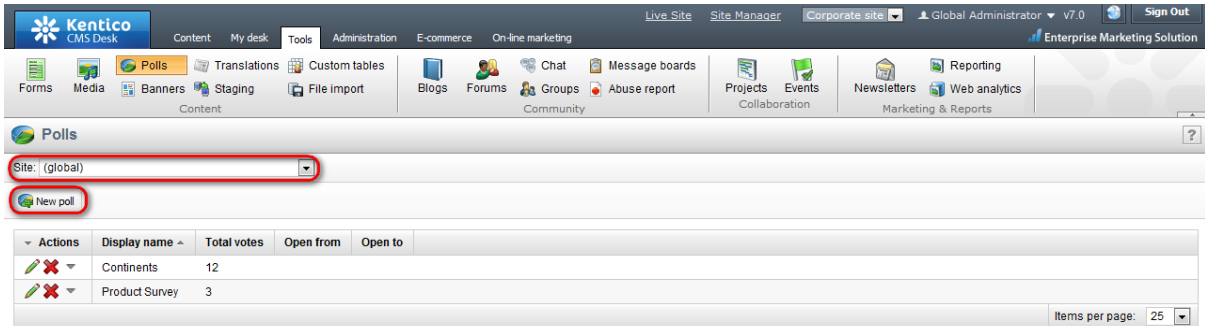 Kentico
CMS Desk
Live Site Site Manager Corporate site Global Administrator v7.0 Sign Out
Content My desk Tools Administration E-commerce On-line marketing
Enterprise Marketing Solution
Forms Media Polls Translations Custom tables
Banners Staging File import
Content
Blogs Forums Chat Message boards
Groups Abuse report
Community
Projects Events
Collaboration
Newsletters Reporting
Web analytics
Marketing & Reports
Polls ?
Site: (global)
New poll
Actions Display name Total votes Open from Open to
Continents 12
Product Survey 3
Items per page: 25